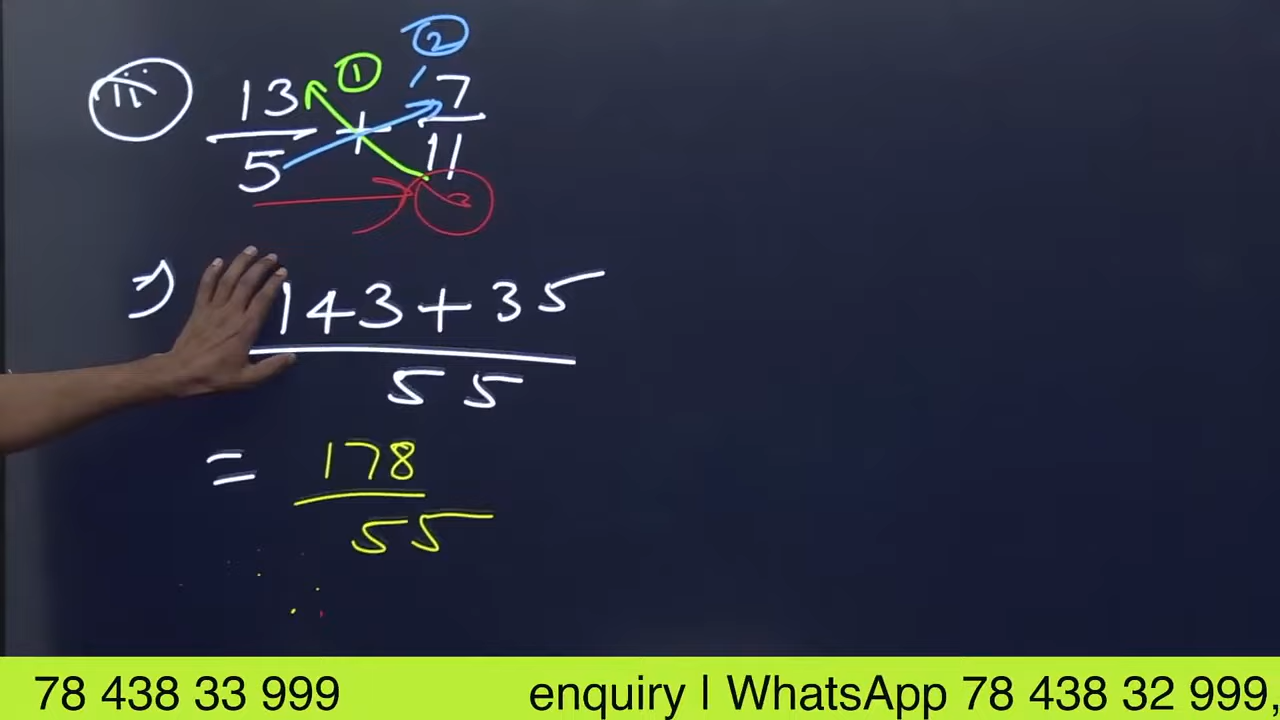 ii 13/5 + 7/11
① ②
⇒ 143+35
55
= 178
55
78 438 33 999 enquiry I WhatsApp 78 438 32 999,